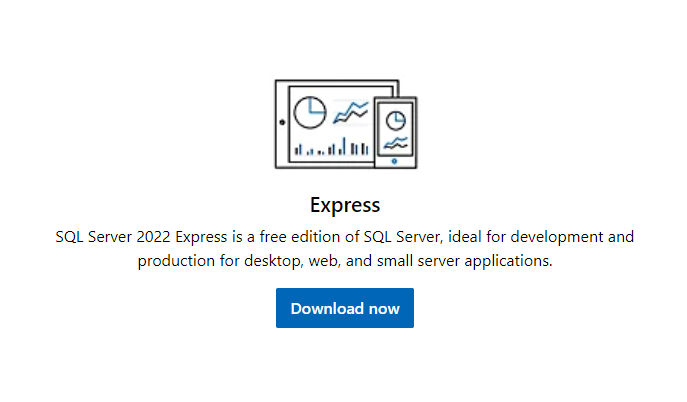 Express
SQL Server 2022 Express is a free edition of SQL Server, ideal for development and
production for desktop, web, and small server applications.
Download now